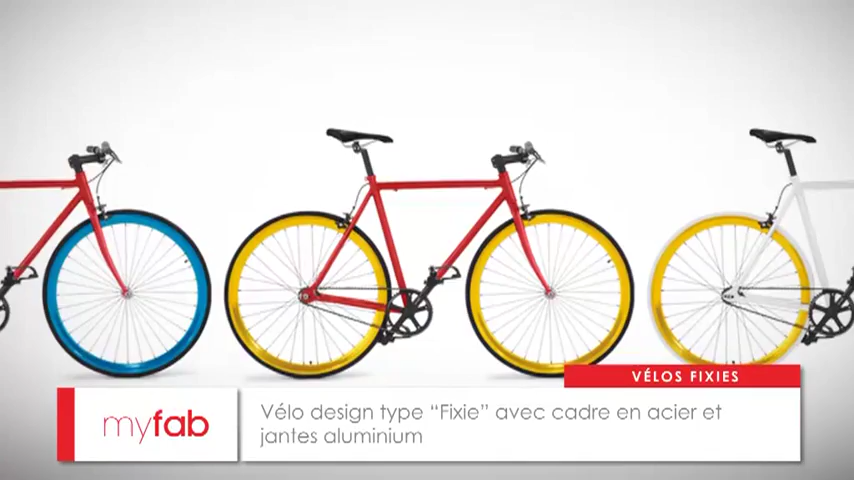 VÉLOS FIXIES
myfab
Vélo design type “Fixie” avec cadre en acier et
jantes aluminium